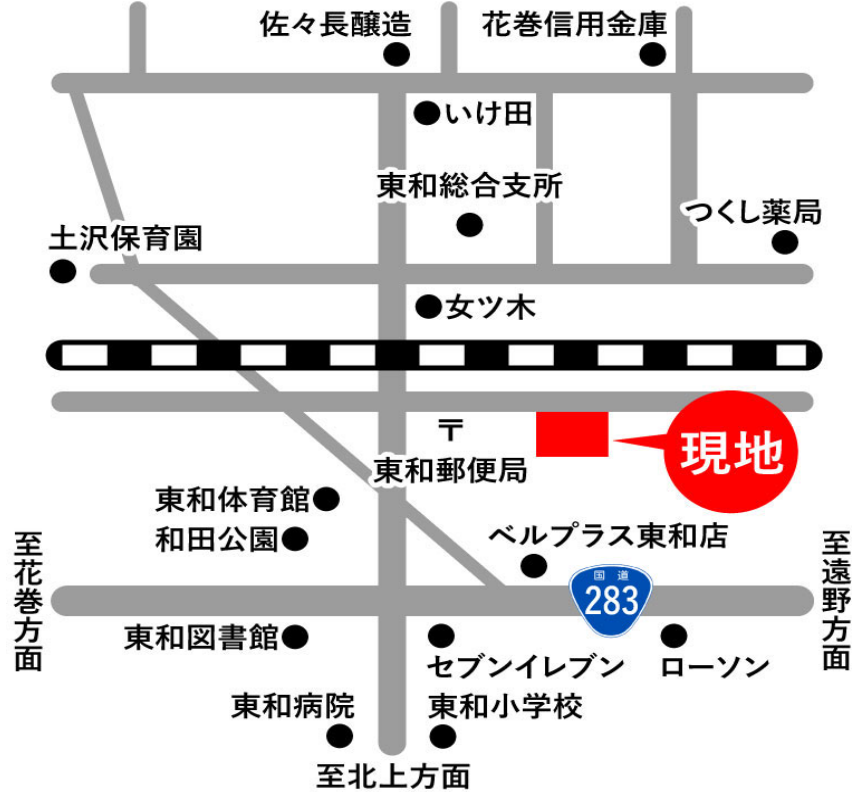 佐々長醸造
花巻信用金庫
いけ田
東和総合支所
つくし薬局
土沢保育園
女ツ木
〒
東和郵便局
現地
東和体育館
和田公園
ベルプラス東和店
至花巻方面
国道
283
至遠野方面
東和図書館
セブンイレブン
ローソン
東和病院
東和小学校
至北上方面